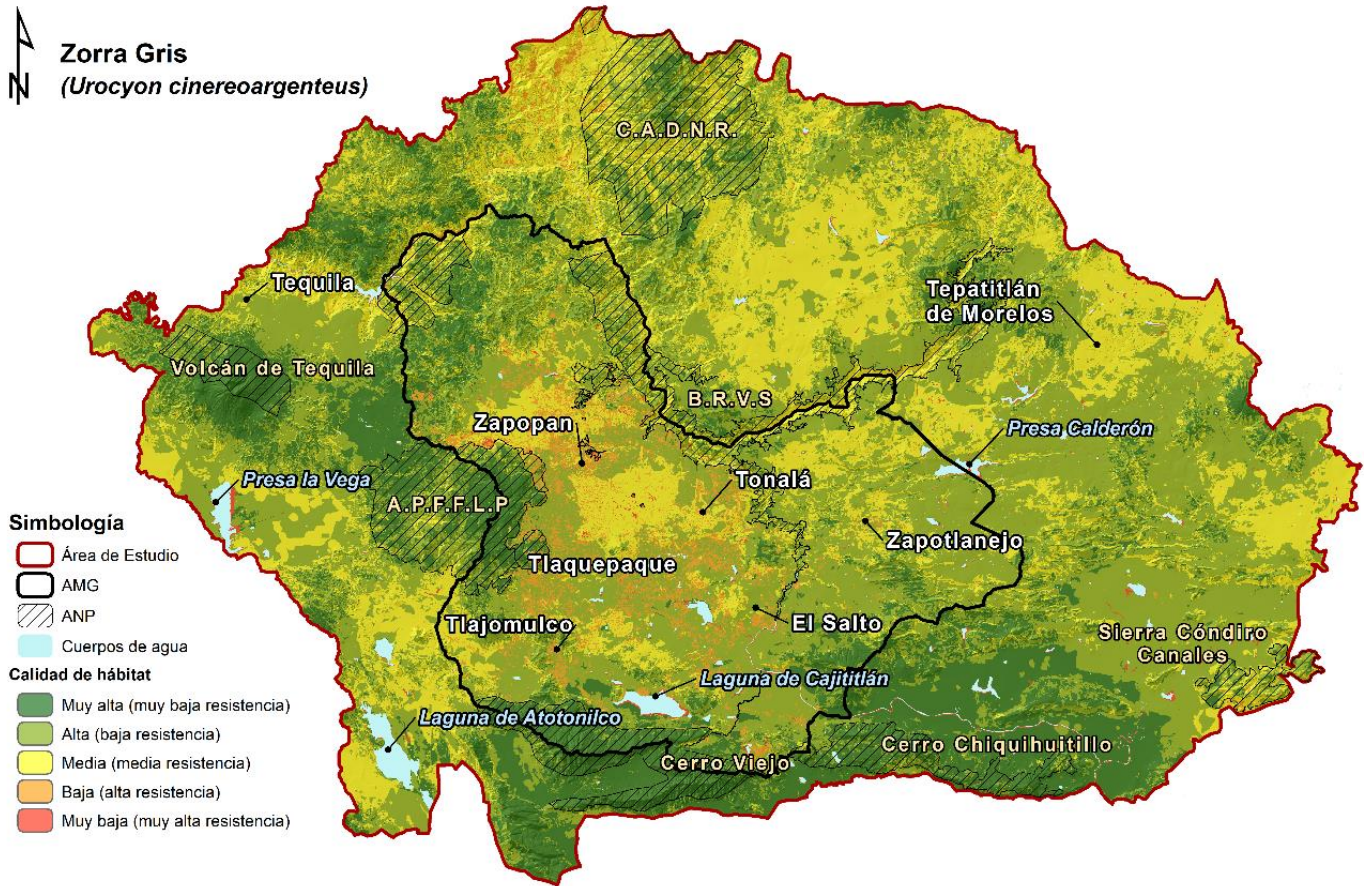 Zorra Gris
(Urocyon cinereoargenteus)
N
C.A.D.N.R.
Tequila
Tepatitlán
de Morelos
Volcán de Tequila
B.R.V.S
Zapopan
Presa Calderón
Presa la Vega
Tonalá
A.P.F.F.L.P
Zapotlanejo
Tlaquepaque
Tlajomulco
El Salto
Sierra Cóndiro
Canales
Laguna de Cajititlán
Laguna de Atotonilco
Cerro Viejo
Cerro Chiquihuitillo
Simbología
Área de Estudio
AMG
ANP
Cuerpos de agua
Calidad de hábitat
Muy alta (muy baja resistencia)
Alta (baja resistencia)
Media (media resistencia)
Baja (alta resistencia)
Muy baja (muy alta resistencia)